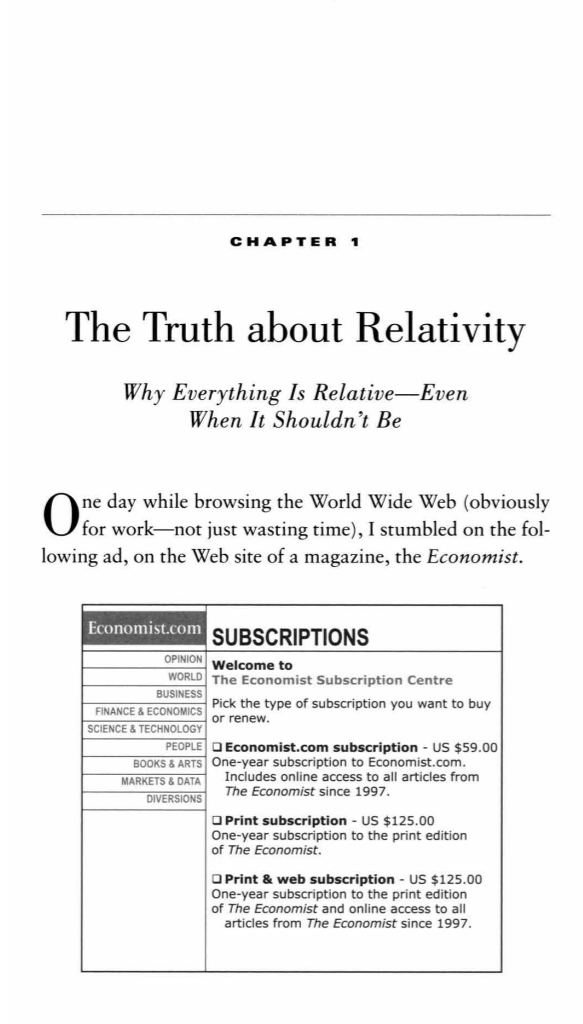 CHAPTER 1
The Truth about Relativity
Why Everything Is Relative—Even
When It Shouldn't Be
One day while browsing the World Wide Web (obviously
for work—not just wasting time), I stumbled on the fol-
lowing ad, on the Web site of a magazine, the Economist.
Economist.com
OPINION
WORLD
BUSINESS
FINANCE & ECONOMICS
SCIENCE & TECHNOLOGY
PEOPLE
BOOKS & ARTS
MARKETS & DATA
DIVERSIONS
SUBSCRIPTIONS
Welcome to
The Economist Subscription Centre
Pick the type of subscription you want to buy
or renew.
❑ Economist.com subscription - US $59.00
One-year subscription to Economist.com.
Includes online access to all articles from
The Economist since 1997.
❑ Print subscription - US $125.00
One-year subscription to the print edition
of The Economist.
❑ Print & web subscription - US $125.00
One-year subscription to the print edition
of The Economist and online access to all
articles from The Economist since 1997.